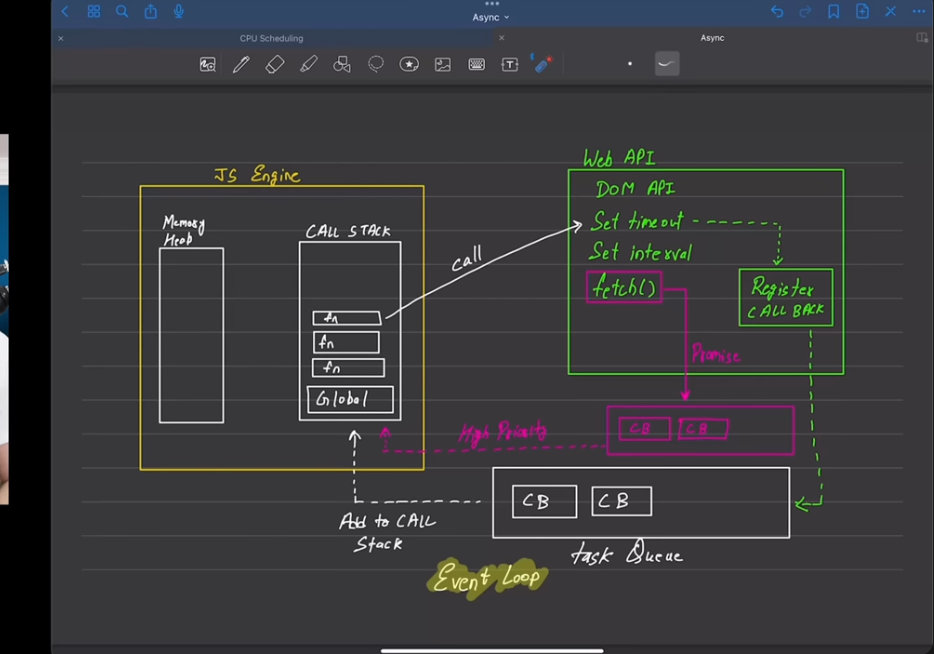 Async
CPU Scheduling
Async
JS Engine
Memory
Heab
CALL STACK
fn
fn
fn
Global
call
Web API
DOM API
Set timeout
Set interval
fetch()
Register
CALL BACK
Promise
High Priority
CB CB
CB CB
Add to CALL
Stack
task Queue
Event Loop